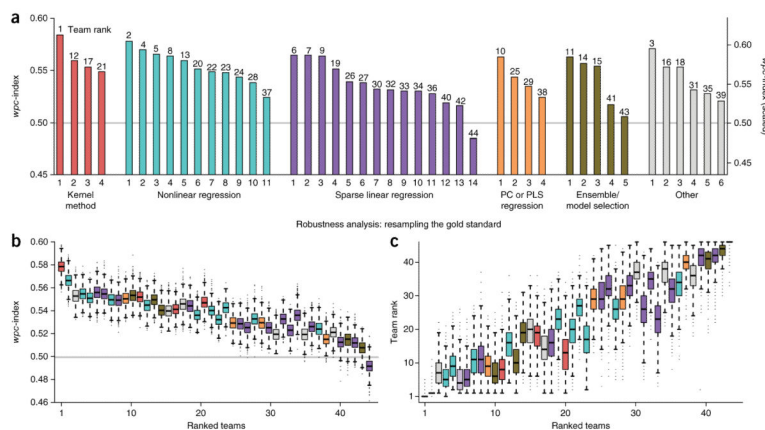 a
0.60
0.55
0.50
0.45
wpc-index
1 Team rank
12 17 21
2 4 5 8 13 20 22 23 24 28 37
6 7 9 19 26 27 30 32 33 34 36 40 42 44
10 25 29 38
11 14 15 41 43
3 16 18 31 35 39
0.60
0.55
0.50
0.45
wpc-index (scaled)
1 2 3 4
1 2 3 4 5 6 7 8 9 10 11
1 2 3 4 5 6 7 8 9 10 11 12 13 14
1 2 3 4
1 2 3 4 5
1 2 3 4 5 6
Kernel
method
Nonlinear regression
Sparse linear regression
PC or PLS
regression
Ensemble/
model selection
Other
Robustness analysis: resampling the gold standard
b
0.60
0.58
0.56
0.54
0.52
0.50
0.48
0.46
wpc-index
1 10 20 30 40
Ranked teams
c
40
30
20
10
1
Team rank
1 10 20 30 40
Ranked teams